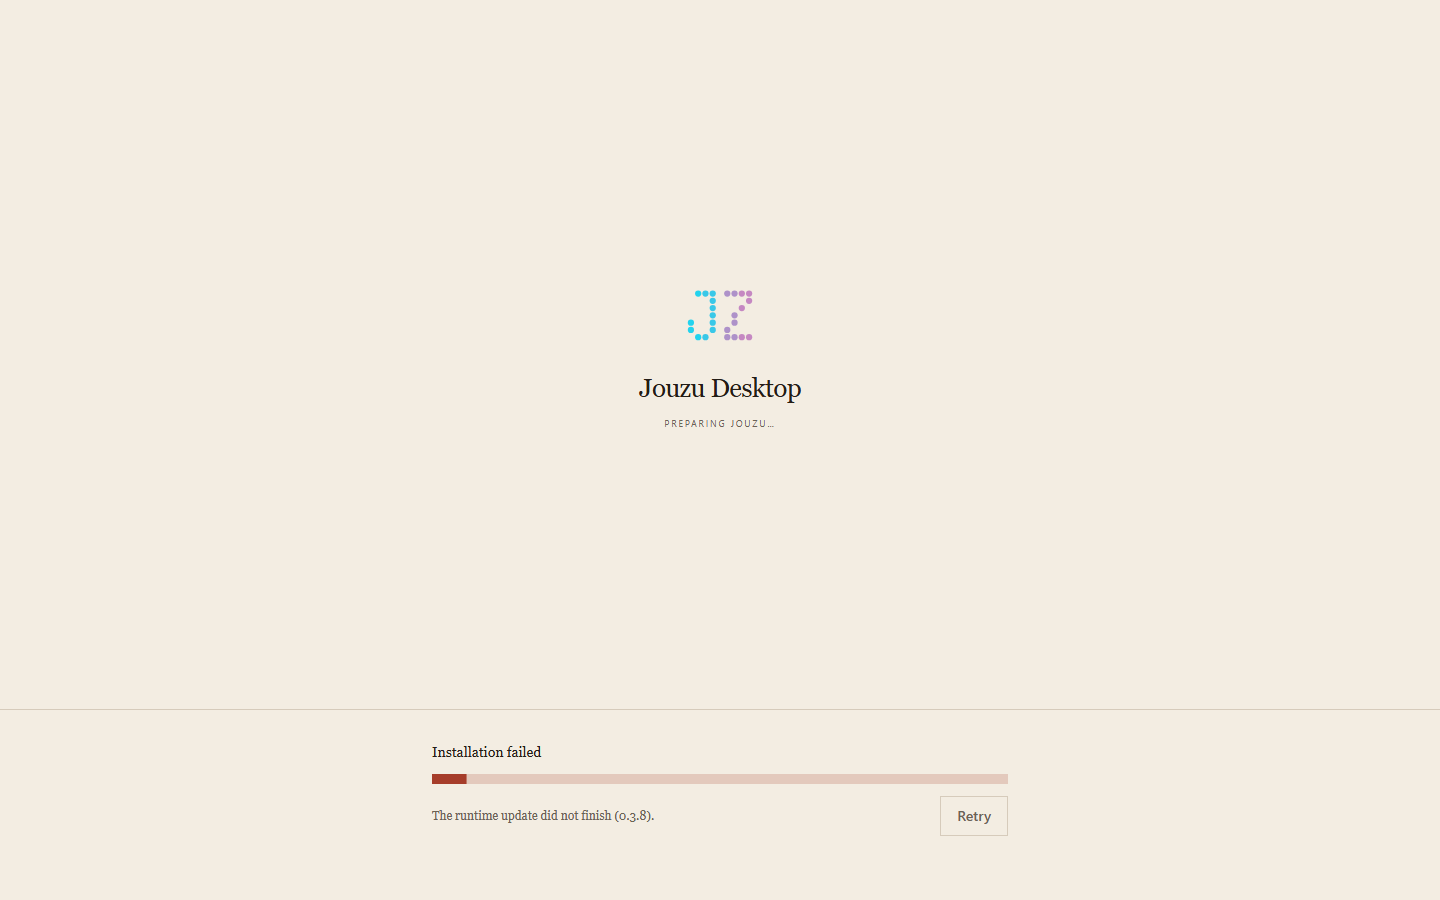 JZ
Jouzu Desktop
PREPARING JOUZU…
Installation failed
The runtime update did not finish (0.3.8).
Retry